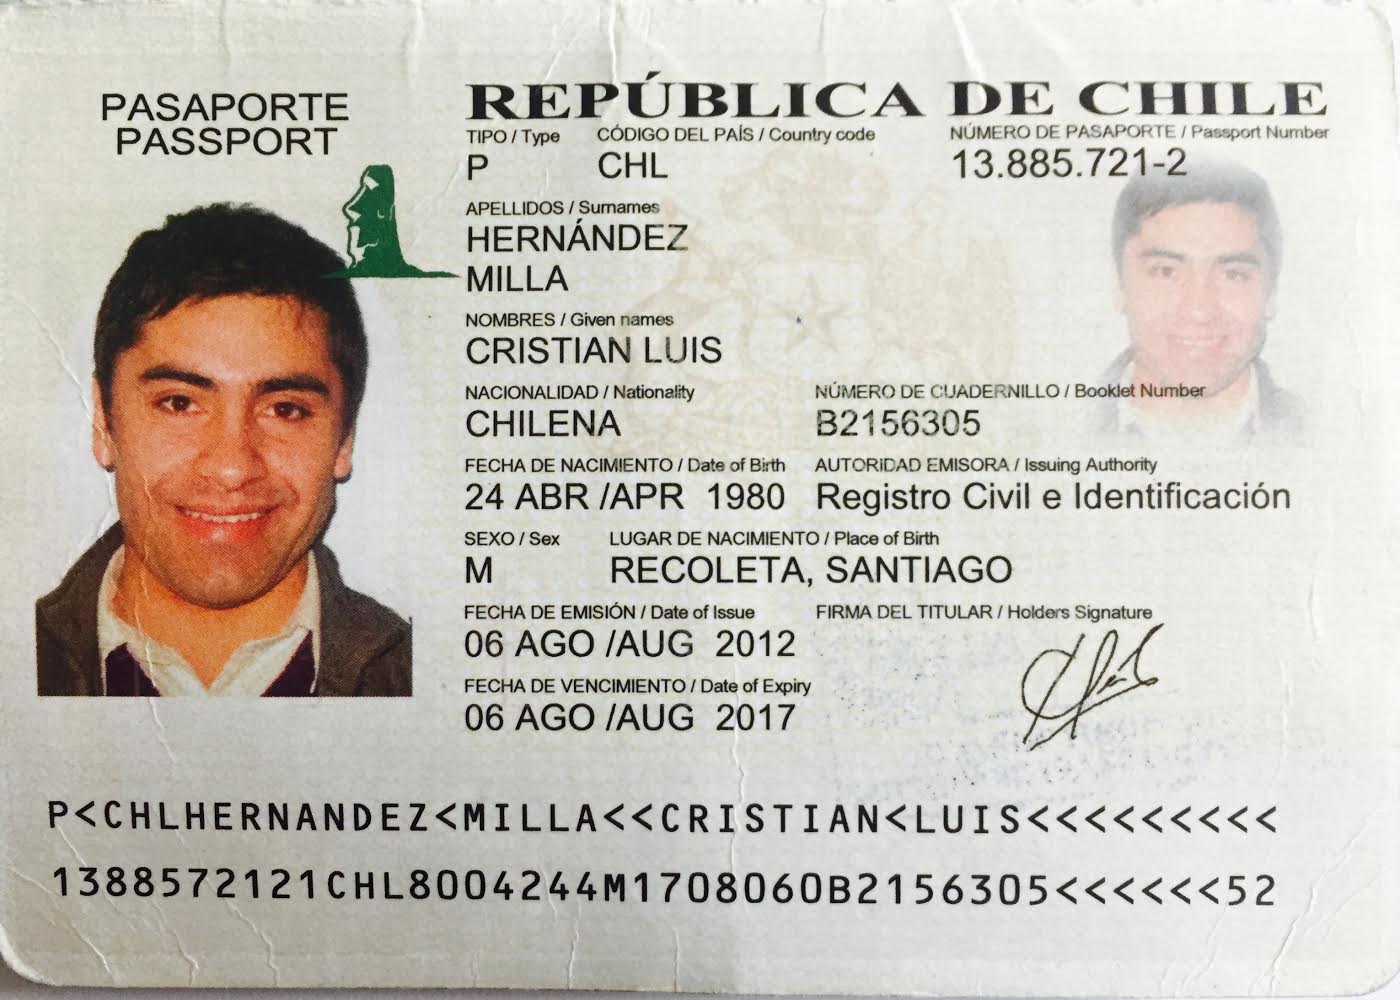 PASAPORTE
PASSPORT
REPÚBLICA DE CHILE
TIPO / Type CÓDIGO DEL PAÍS / Country code NÚMERO DE PASAPORTE / Passport Number
P CHL 13.885.721-2
APELLIDOS / Surnames
HERNÁNDEZ
MILLA
NOMBRES / Given names
CRISTIAN LUIS
NACIONALIDAD / Nationality NÚMERO DE CUADERNILLO / Booklet Number
CHILENA B2156305
FECHA DE NACIMIENTO / Date of Birth AUTORIDAD EMISORA / Issuing Authority
24 ABR /APR 1980 Registro Civil e Identificación
SEXO / Sex LUGAR DE NACIMIENTO / Place of Birth
M RECOLETA, SANTIAGO
FECHA DE EMISIÓN / Date of Issue FIRMA DEL TITULAR / Holders Signature
06 AGO /AUG 2012
FECHA DE VENCIMIENTO / Date of Expiry
06 AGO /AUG 2017
P<CHLHERNANDEZ<MILLA<<CRISTIAN<LUIS<<<<<<<<<
1388572121CHL8004244M1708060B2156305<<<<<<52